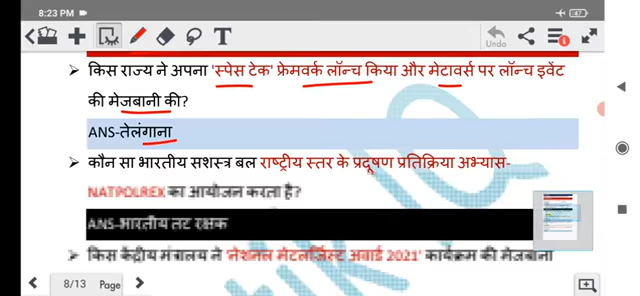 8:23 PM
47
Undo
➤ किस राज्य ने अपना 'स्पेस टेक' फ्रेमवर्क लॉन्च किया और मेटावर्स पर लॉन्च इवेंट
की मेजबानी की?
ANS-तेलंगाना
➤ कौन सा भारतीय सशस्त्र बल राष्ट्रीय स्तर के प्रदूषण प्रतिक्रिया अभ्यास-
NATPOLREX का आयोजन करता है?
ANS-भारतीय तट रक्षक
➤ किस केंद्रीय मंत्रालय ने 'नेशनल मेटलर्जिस्ट अवार्ड 2021' कार्यक्रम की मेजबानी
8/13 Page